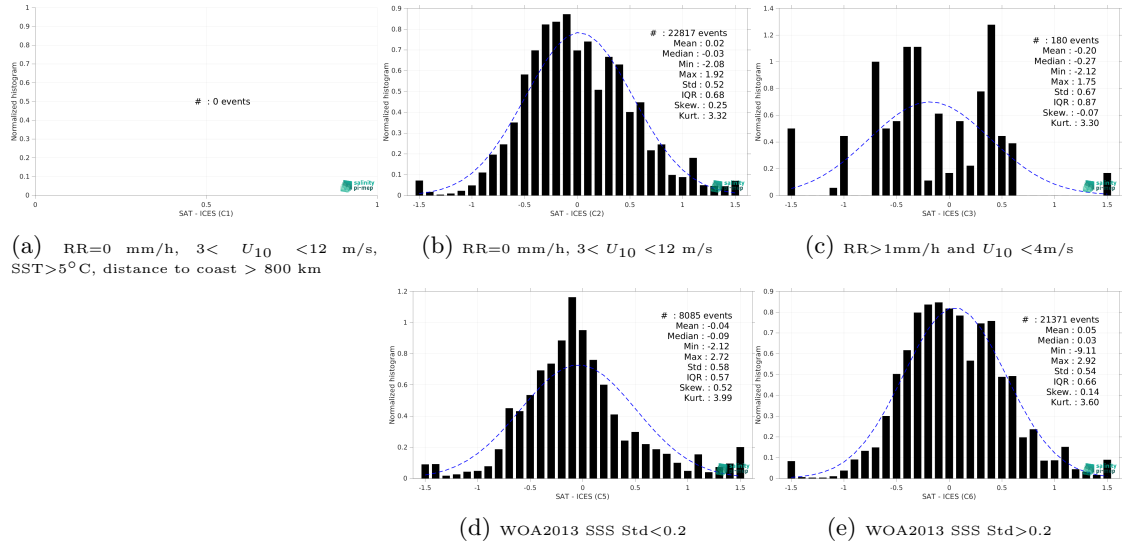 1
0.9
0.8
0.7
0.6
0.5
0.4
0.3
0.2
0.1
0
Normalized histogram
# : 0 events
salinity
pi-mep
0 0.5 1
SAT - ICES (C1)
0.9
0.8
0.7
0.6
0.5
0.4
0.3
0.2
0.1
0
Normalized histogram
# : 22817 events
Mean : 0.02
Median : -0.03
Min : -2.08
Max : 1.92
Std : 0.52
IQR : 0.68
Skew. : 0.25
Kurt. : 3.32
salinity
pi-mep
-1.5 -1 -0.5 0 0.5 1 1.5
SAT - ICES (C2)
1.4
1.2
1
0.8
0.6
0.4
0.2
0
Normalized histogram
# : 180 events
Mean : -0.20
Median : -0.27
Min : -2.12
Max : 1.75
Std : 0.67
IQR : 0.87
Skew. : -0.07
Kurt. : 3.30
salinity
pi-mep
-1.5 -1 -0.5 0 0.5 1 1.5
SAT - ICES (C3)
(a) RR=0 mm/h, 3< U10 <12 m/s,
SST>5°C, distance to coast > 800 km
(b) RR=0 mm/h, 3< U10 <12 m/s
(c) RR>1mm/h and U10 <4m/s
1.2
1
0.8
0.6
0.4
0.2
0
Normalized histogram
# : 8085 events
Mean : -0.04
Median : -0.09
Min : -2.12
Max : 2.72
Std : 0.58
IQR : 0.57
Skew. : 0.52
Kurt. : 3.99
salinity
pi-mep
-1.5 -1 -0.5 0 0.5 1 1.5
SAT - ICES (C5)
0.9
0.8
0.7
0.6
0.5
0.4
0.3
0.2
0.1
0
Normalized histogram
# : 21371 events
Mean : 0.05
Median : 0.03
Min : -9.11
Max : 2.92
Std : 0.54
IQR : 0.66
Skew. : 0.14
Kurt. : 3.60
salinity
pi-mep
-1.5 -1 -0.5 0 0.5 1 1.5
SAT - ICES (C6)
(d) WOA2013 SSS Std<0.2
(e) WOA2013 SSS Std>0.2